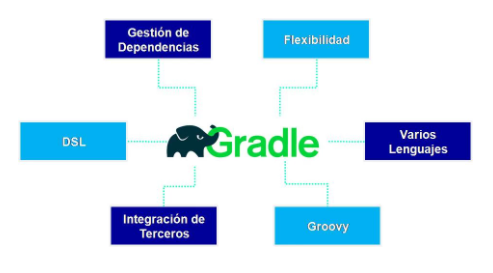 Gestión de
Dependencias
Flexibilidad
DSL
Gradle
Varios
Lenguajes
Integración de
Terceros
Groovy